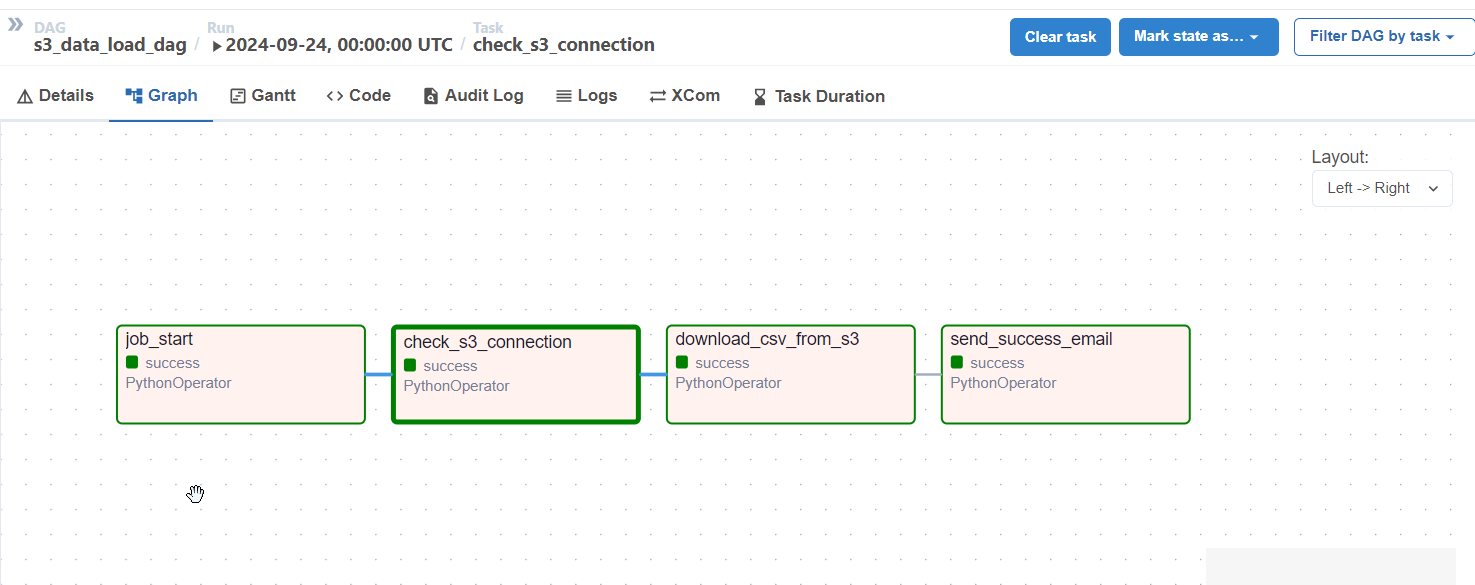 DAG
Run
Task
s3_data_load_dag / 2024-09-24, 00:00:00 UTC / check_s3_connection
Clear task
Mark state as...
Filter DAG by task
Details
Graph
Gantt
Code
Audit Log
Logs
XCom
Task Duration
Layout:
Left -> Right
job_start
success
PythonOperator
check_s3_connection
success
PythonOperator
download_csv_from_s3
success
PythonOperator
send_success_email
success
PythonOperator